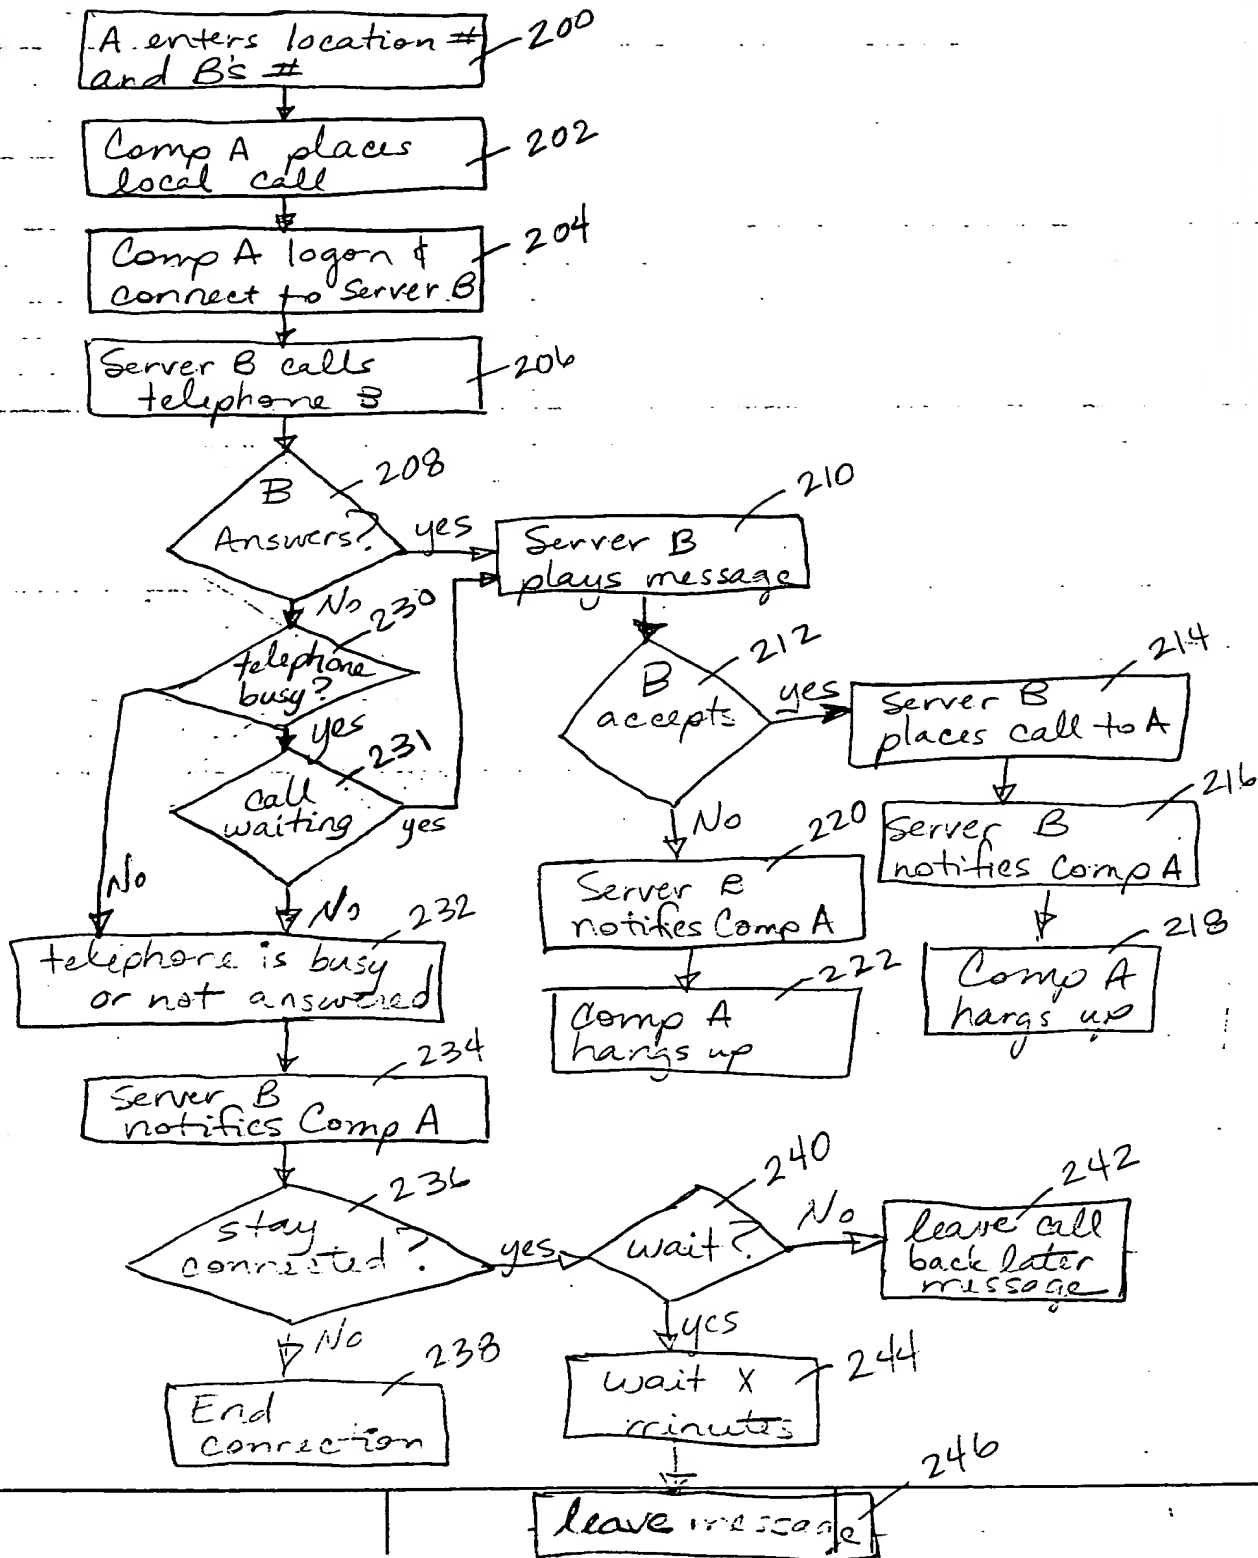 A enters location #
and B's #
200
Comp A places
local call
202
Comp A logon &
connect to Server B
204
Server B calls
telephone B
206
B
Answers?
208
yes
No
Server B
plays message
210
telephone
busy?
230
yes
No
call
waiting
231
yes
No
B
accepts
212
yes
No
Server B
places call to A
214
Server B
notifies Comp A
216
Comp A
hangs up
218
Server B
notifies Comp A
220
Comp A
hangs up
222
telephone is busy
or not answered
232
Server B
notifies Comp A
234
stay
connected?
236
yes
No
wait?
240
No
yes
leave call
back later
message
242
End
connection
238
wait X
minutes
244
leave message
246